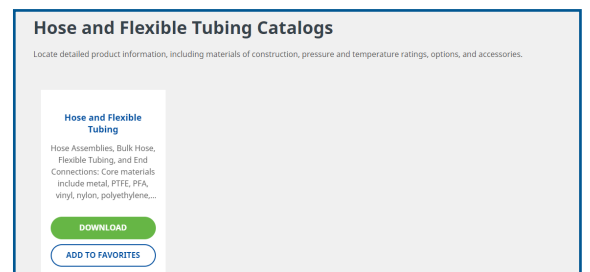 Hose and Flexible Tubing Catalogs
Locate detailed product information, including materials of construction, pressure and temperature ratings, options, and accessories.
Hose and Flexible
Tubing
Hose Assemblies, Bulk Hose,
Flexible Tubing, and End
Connections: Core materials
include metal, PTFE, PFA,
vinyl, nylon, polyethylene,...
DOWNLOAD
ADD TO FAVORITES